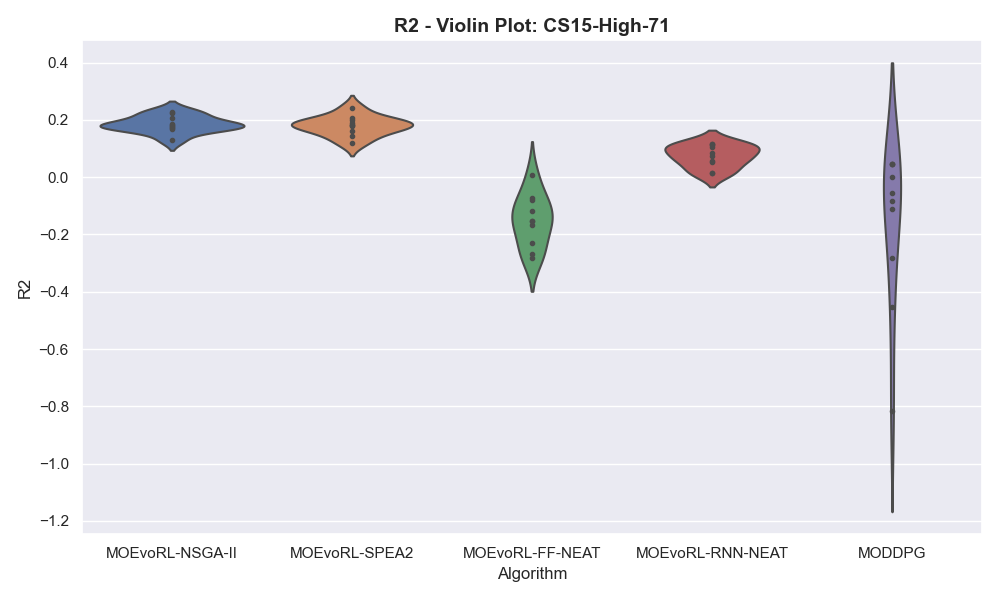 R2 - Violin Plot: CS15-High-71
0.4
0.2
0.0
−0.2
−0.4
−0.6
−0.8
−1.0
−1.2
R2
MOEvoRL-NSGA-II
MOEvoRL-SPEA2
MOEvoRL-FF-NEAT
MOEvoRL-RNN-NEAT
MODDPG
Algorithm